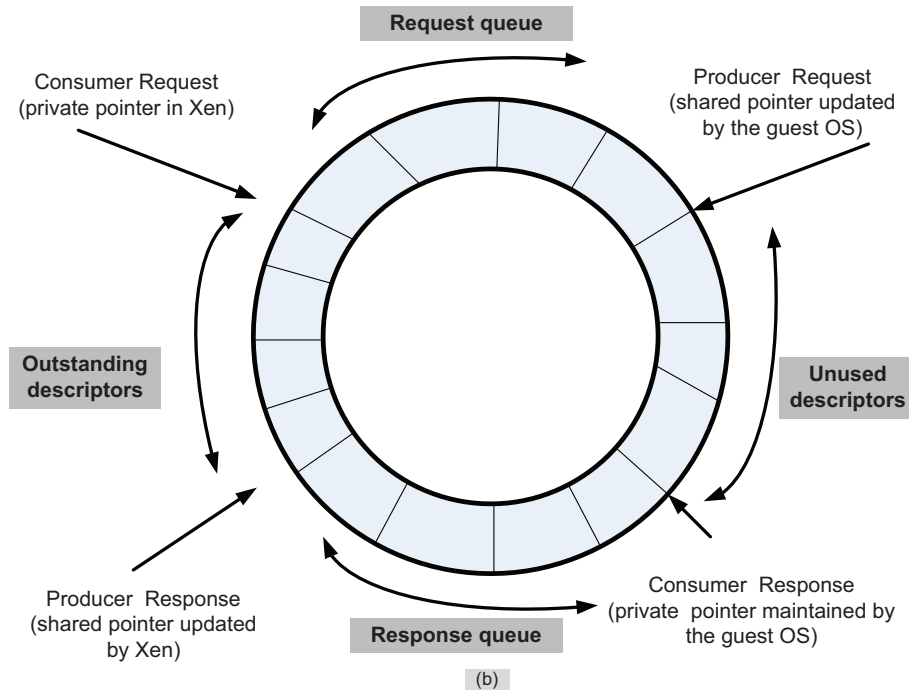 Request queue
Consumer Request
(private pointer in Xen)
Producer Request
(shared pointer updated
by the guest OS)
Outstanding
descriptors
Unused
descriptors
Producer Response
(shared pointer updated
by Xen)
Consumer Response
(private pointer maintained by
the guest OS)
Response queue
(b)